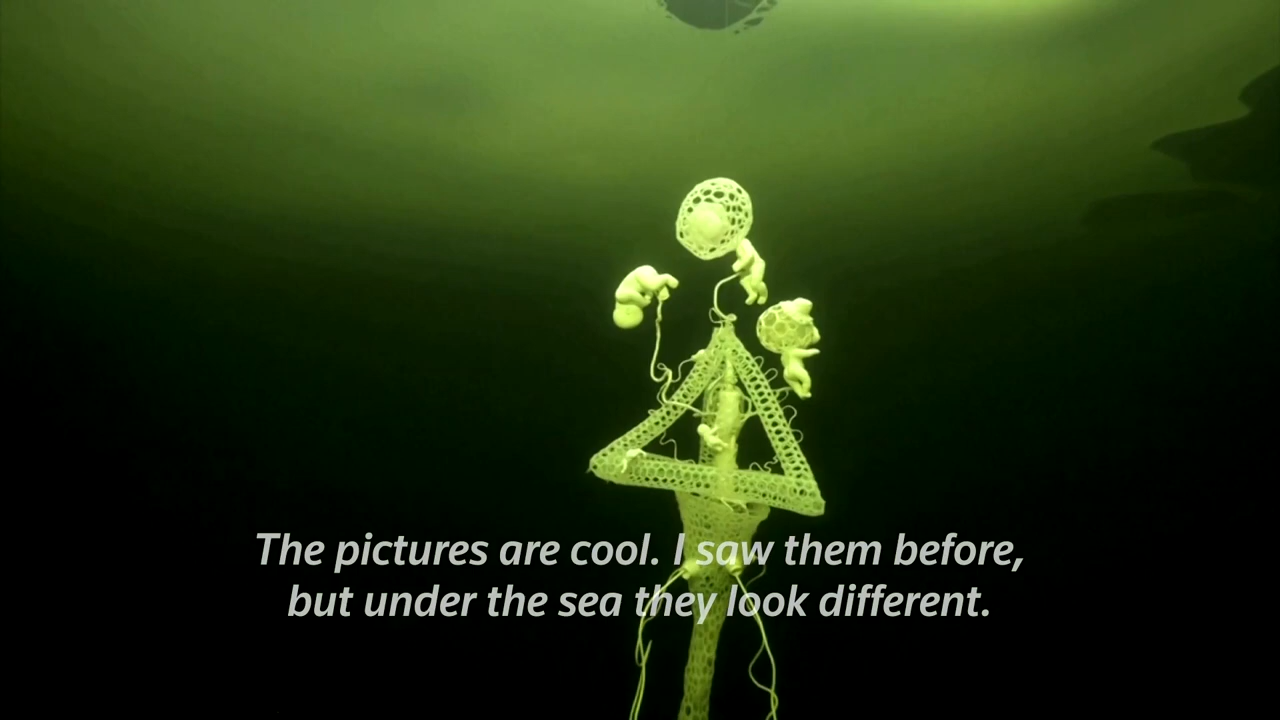 The pictures are cool. I saw them before,
but under the sea they look different.